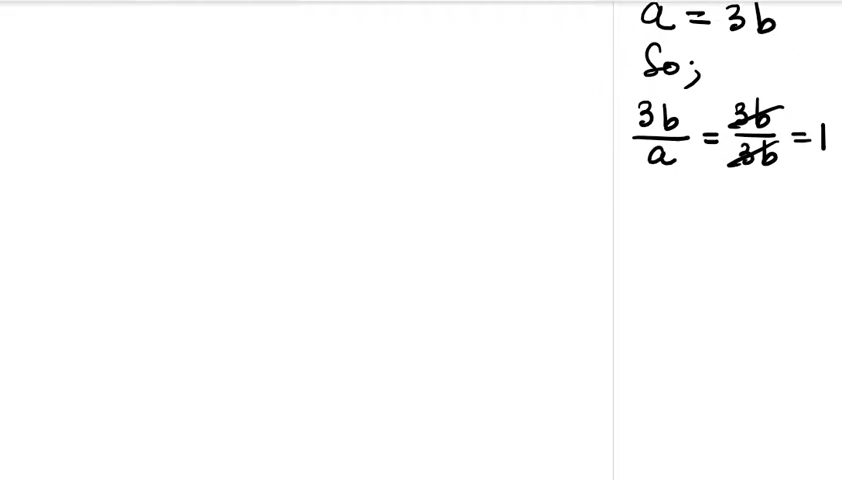 a = 3b
So;
3b/a = 3b/3b = 1